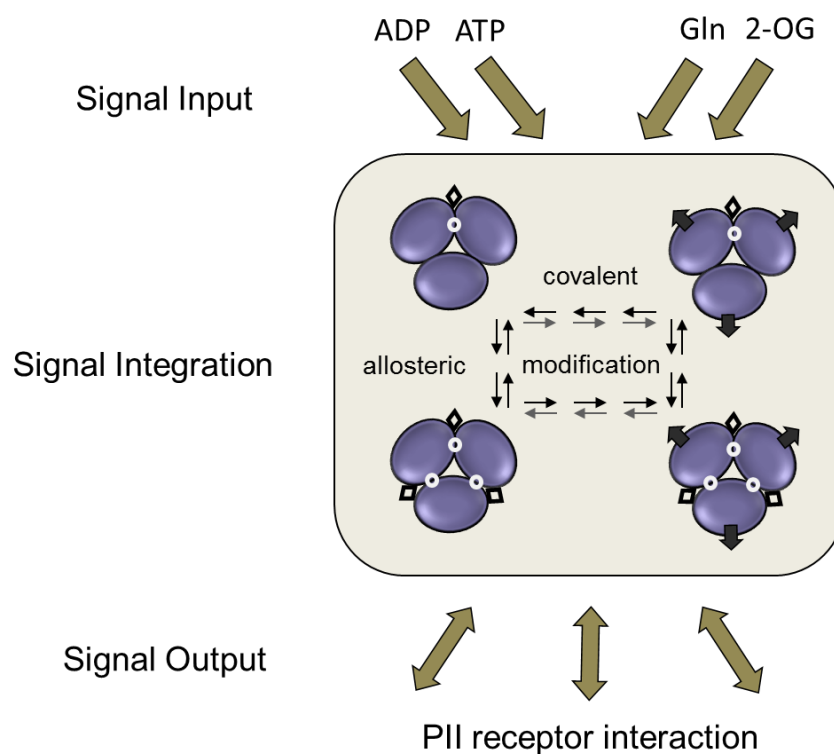 ADP ATP Gln 2-OG
Signal Input
covalent
Signal Integration
allosteric modification
Signal Output
PII receptor interaction